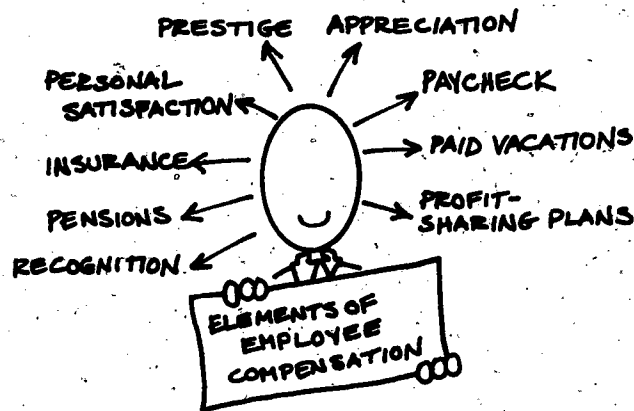 PRESTIGE
APPRECIATION
PERSONAL
SATISFACTION
PAYCHECK
INSURANCE
PAID VACATIONS
PENSIONS
PROFIT-
SHARING PLANS
RECOGNITION
ELEMENTS OF
EMPLOYEE
COMPENSATION